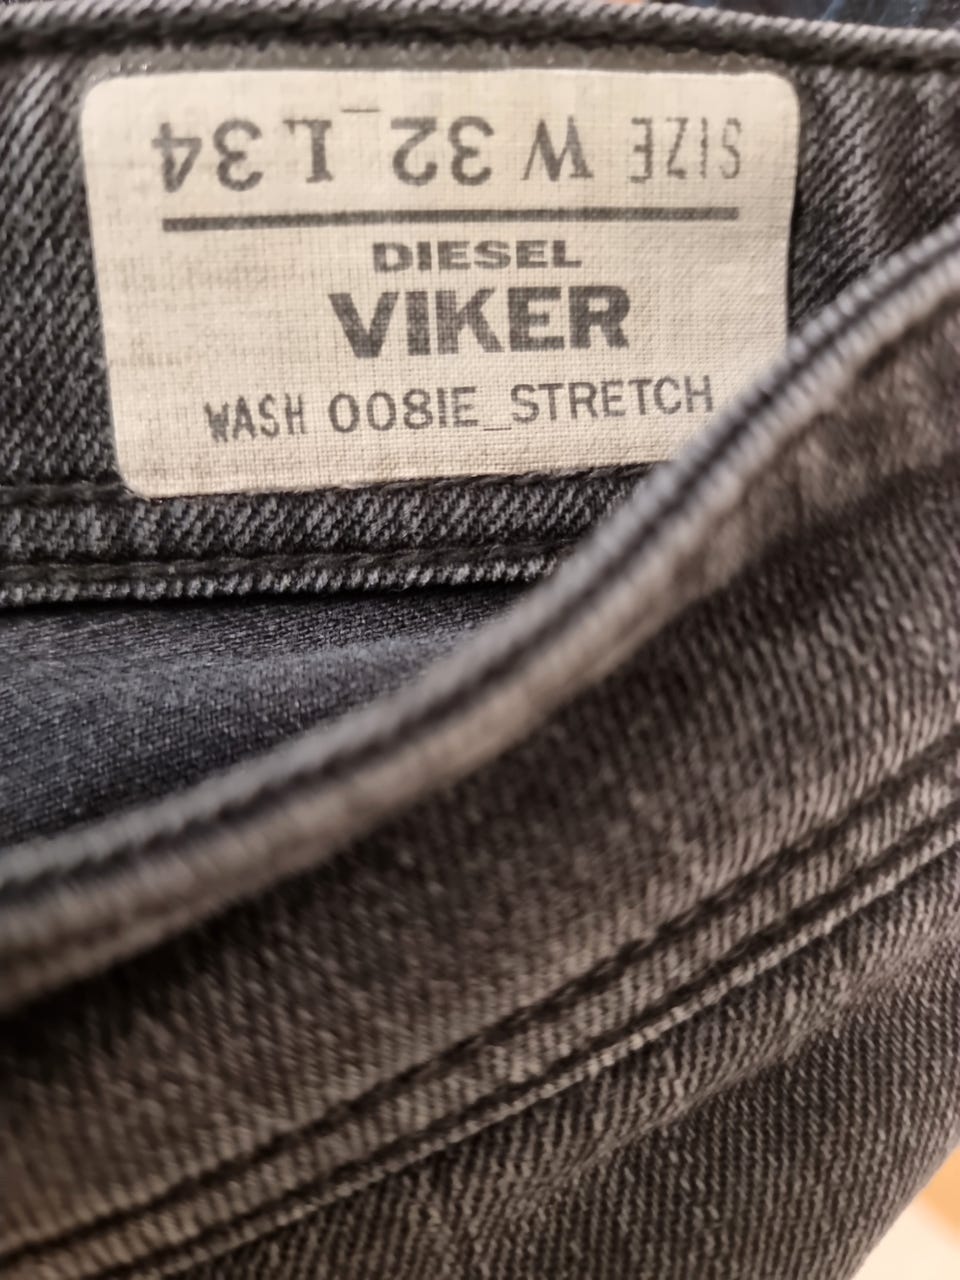 SIZE W 32_L 34
DIESEL
VIKER
WASH 008IE_STRETCH